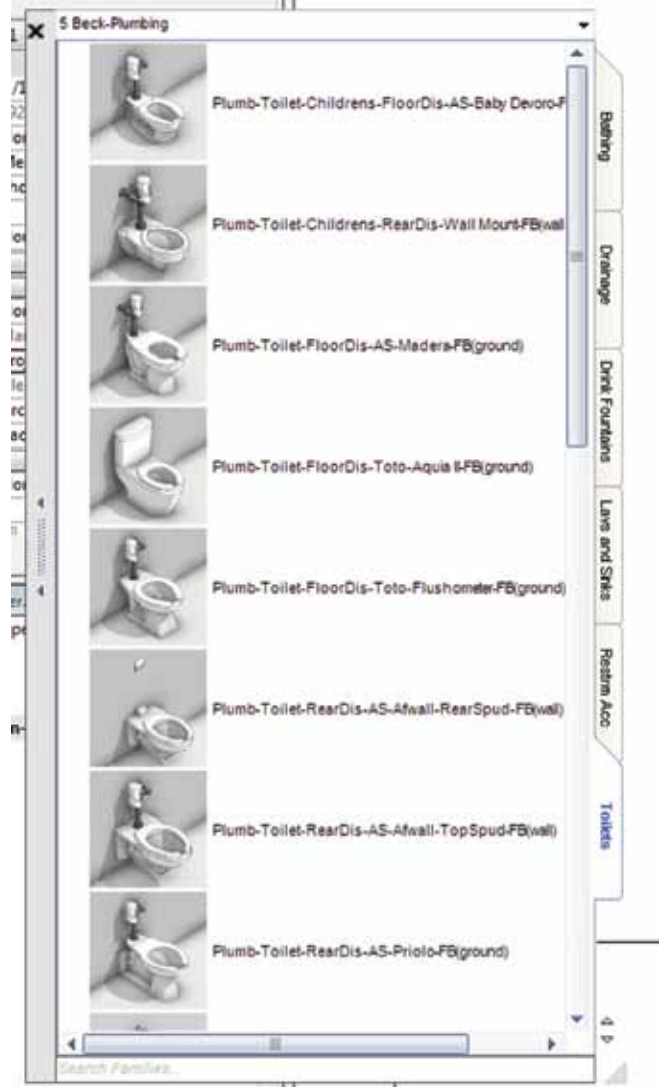 5 Beck-Plumbing
Plumb-Toilet-Childrens-FloorDis-AS-Baby Devoro-F
Plumb-Toilet-Childrens-RearDis-Wall Mount-FB(wall
Plumb-Toilet-FloorDis-AS-Madera-FB(ground)
Plumb-Toilet-FloorDis-Toto-Aquia II-FB(ground)
Plumb-Toilet-FloorDis-Toto-Flushometer-FB(ground)
Plumb-Toilet-RearDis-AS-Afwall-RearSpud-FB(wall)
Plumb-Toilet-RearDis-AS-Afwall-TopSpud-FB(wall)
Plumb-Toilet-RearDis-AS-Priolo-FB(ground)
Search Families...
Bathing
Drainage
Drink Fountains
Lavs and Sinks
Restrm Acc
Toilets